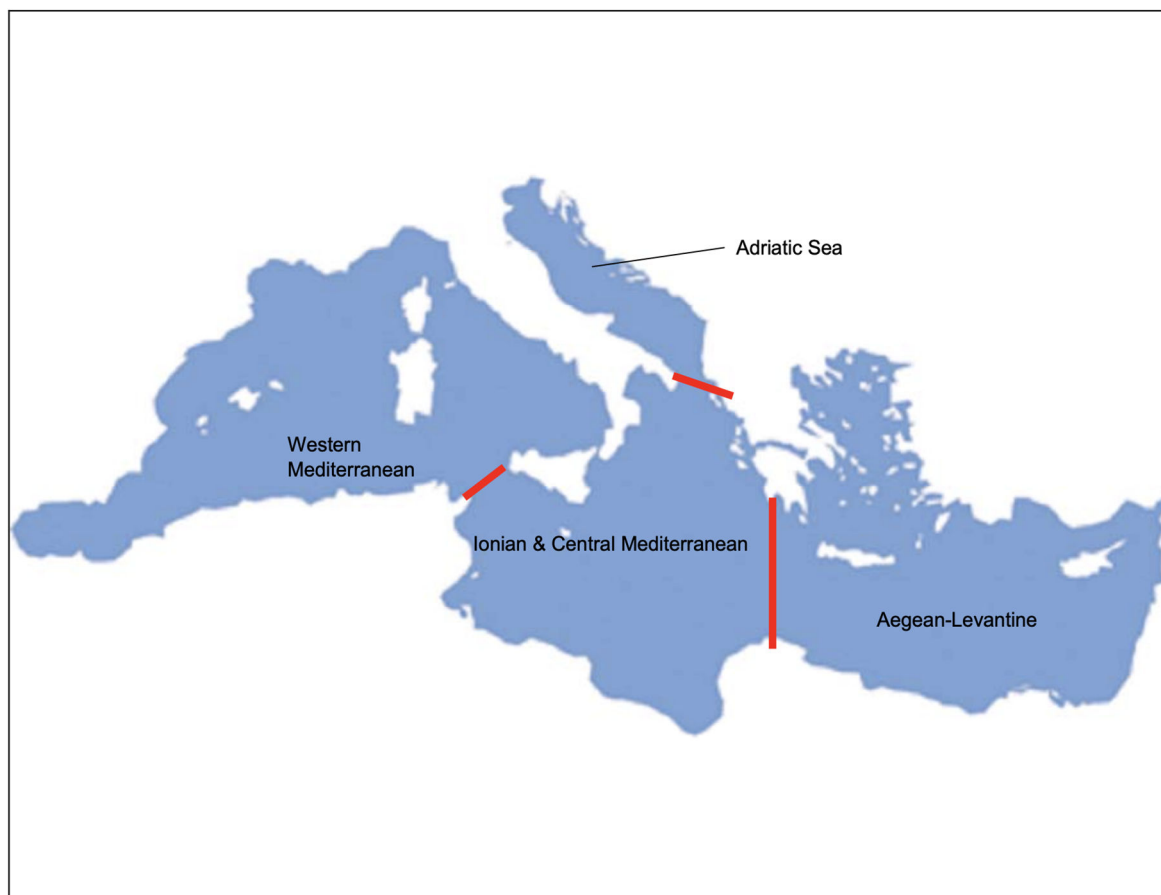 Adriatic Sea
Western
Mediterranean
Ionian & Central Mediterranean
Aegean-Levantine